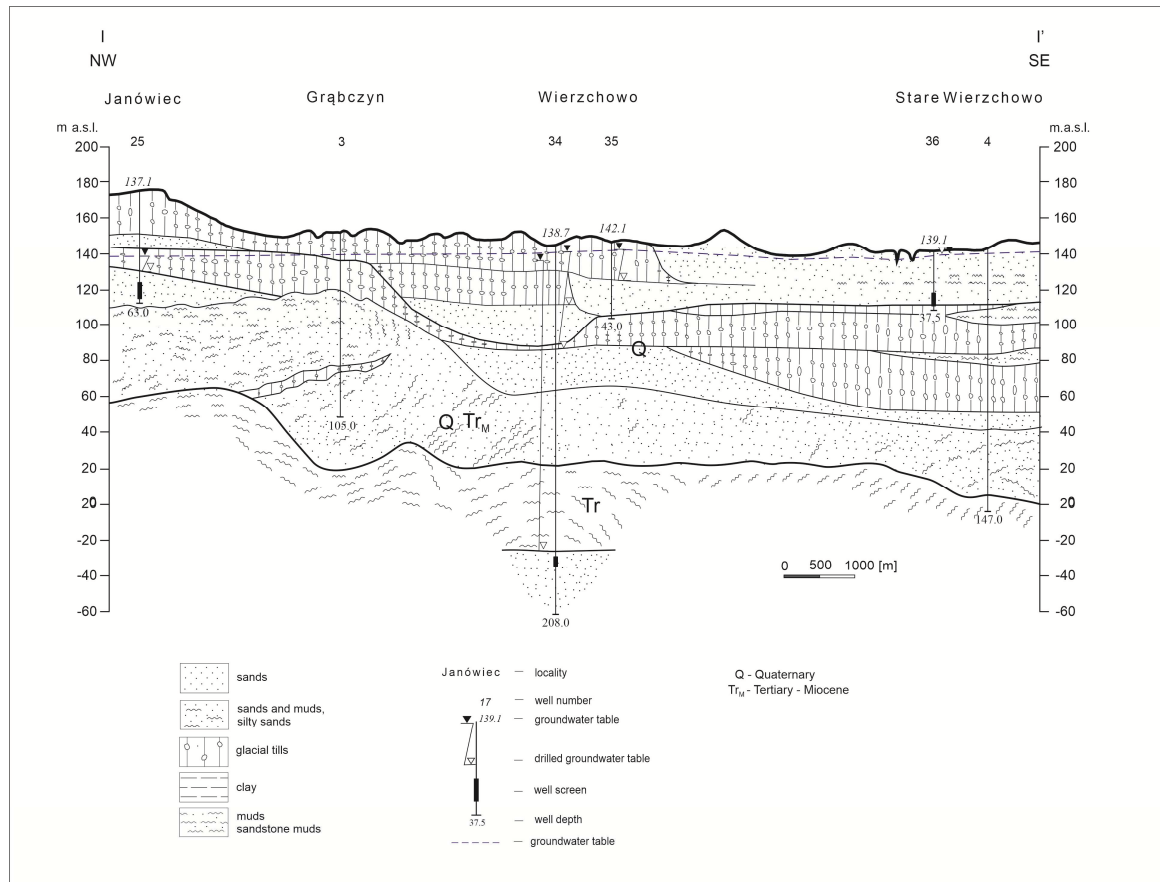 I I'
NW SE
Janówiec Grąbczyn Wierzchowo Stare Wierzchowo
m a.s.l. m.a.s.l.
25 3 34 35 36 4
200 200
180 180
137.1
160 160
138.7 142.1 139.1
140 140
120 120
63.0 43.0 37.5
100 100
Q
80 80
60 60
105.0 Q TrM
40 40
20 20
Tr
20 0 20 0
147.0
-20 -20
0 500 1000 [m]
-40 -40
-60 -60
208.0
sands
sands and muds,
silty sands
glacial tills
clay
muds
sandstone muds
Janówiec — locality
17 — well number
139.1 — groundwater table
— drilled groundwater table
— well screen
37.5 — well depth
— groundwater table
Q - Quaternary
TrM - Tertiary - Miocene